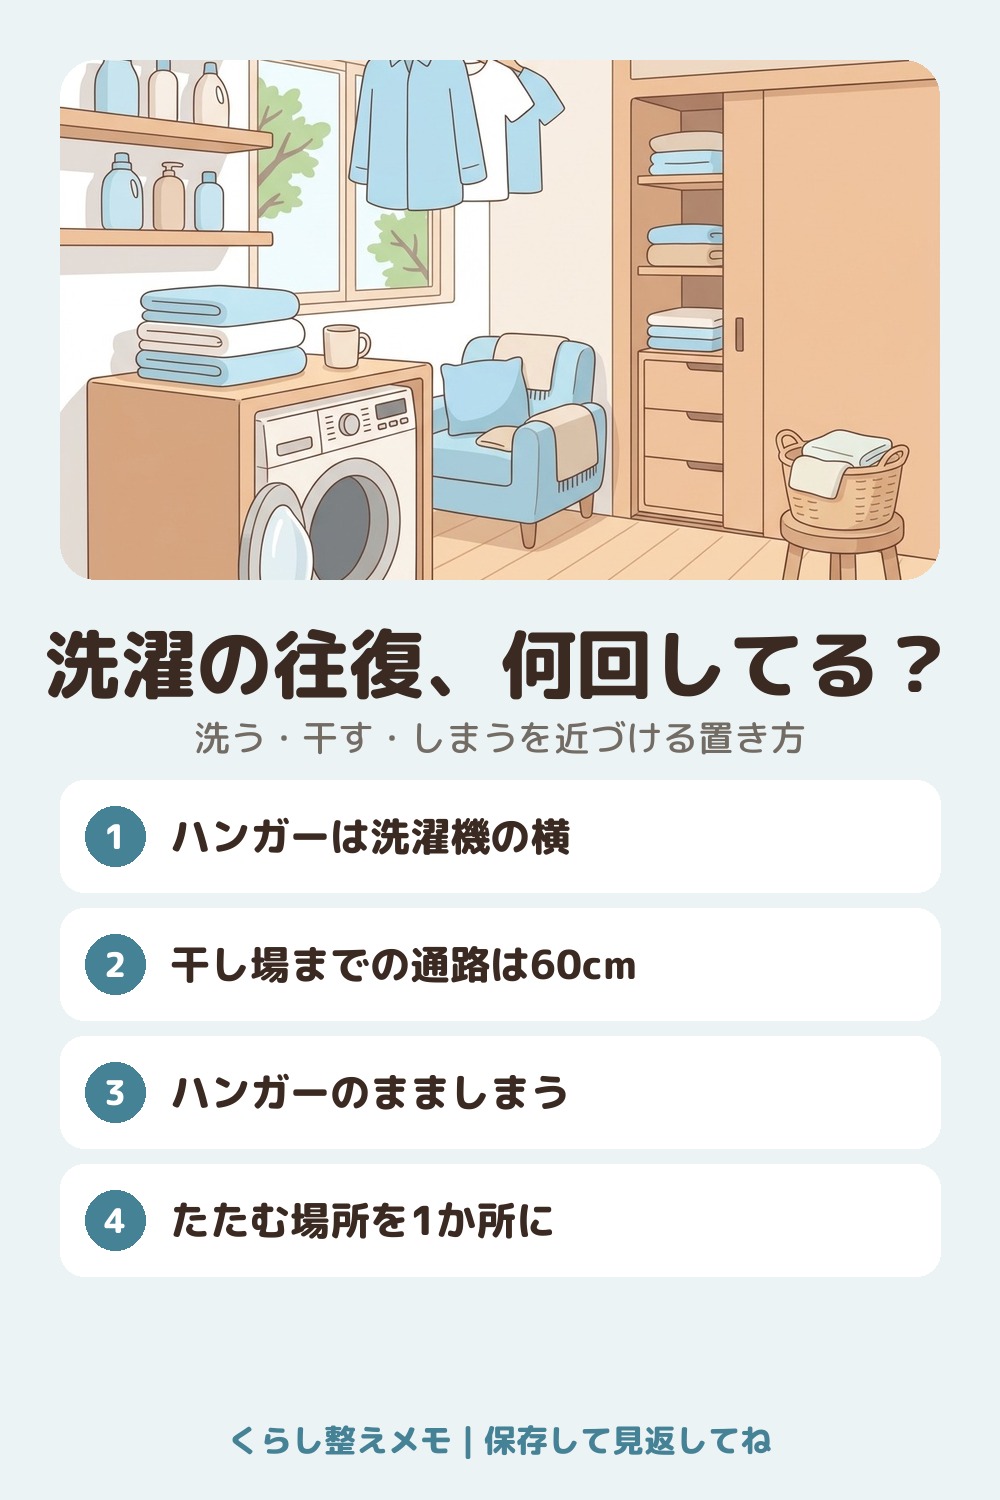 洗濯の往復、何回してる？
洗う・干す・しまうを近づける置き方
1 ハンガーは洗濯機の横
2 干し場までの通路は60cm
3 ハンガーのまましまう
4 たたむ場所を1か所に
くらし整えメモ｜保存して見返してね